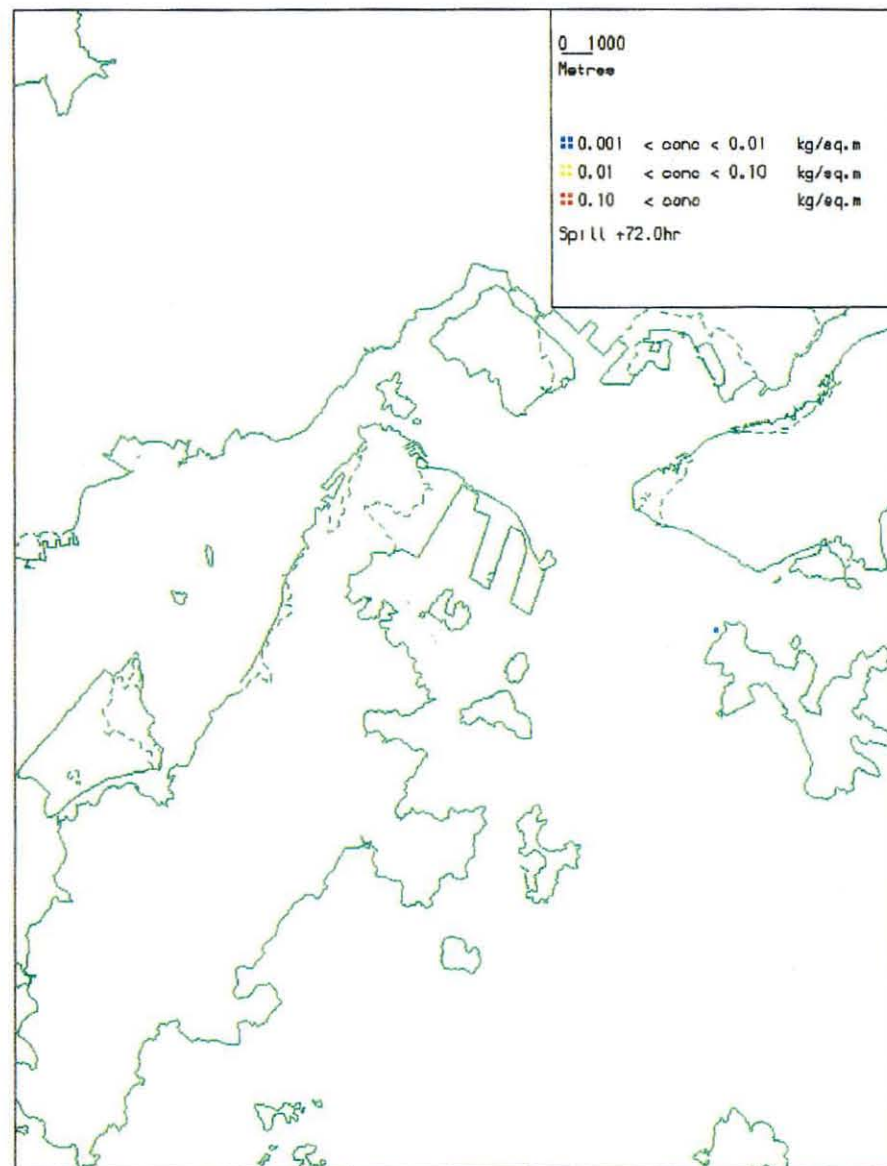 0 1000
Metres
0.001 < conc < 0.01 kg/sq.m
0.01 < conc < 0.10 kg/sq.m
0.10 < conc kg/sq.m
Spill +72.0hr